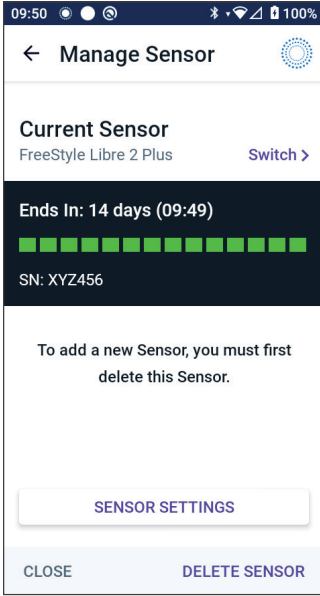 09:50 100%
Manage Sensor
Current Sensor
FreeStyle Libre 2 Plus Switch >
Ends In: 14 days (09:49)
SN: XYZ456
To add a new Sensor, you must first
delete this Sensor.
SENSOR SETTINGS
CLOSE DELETE SENSOR